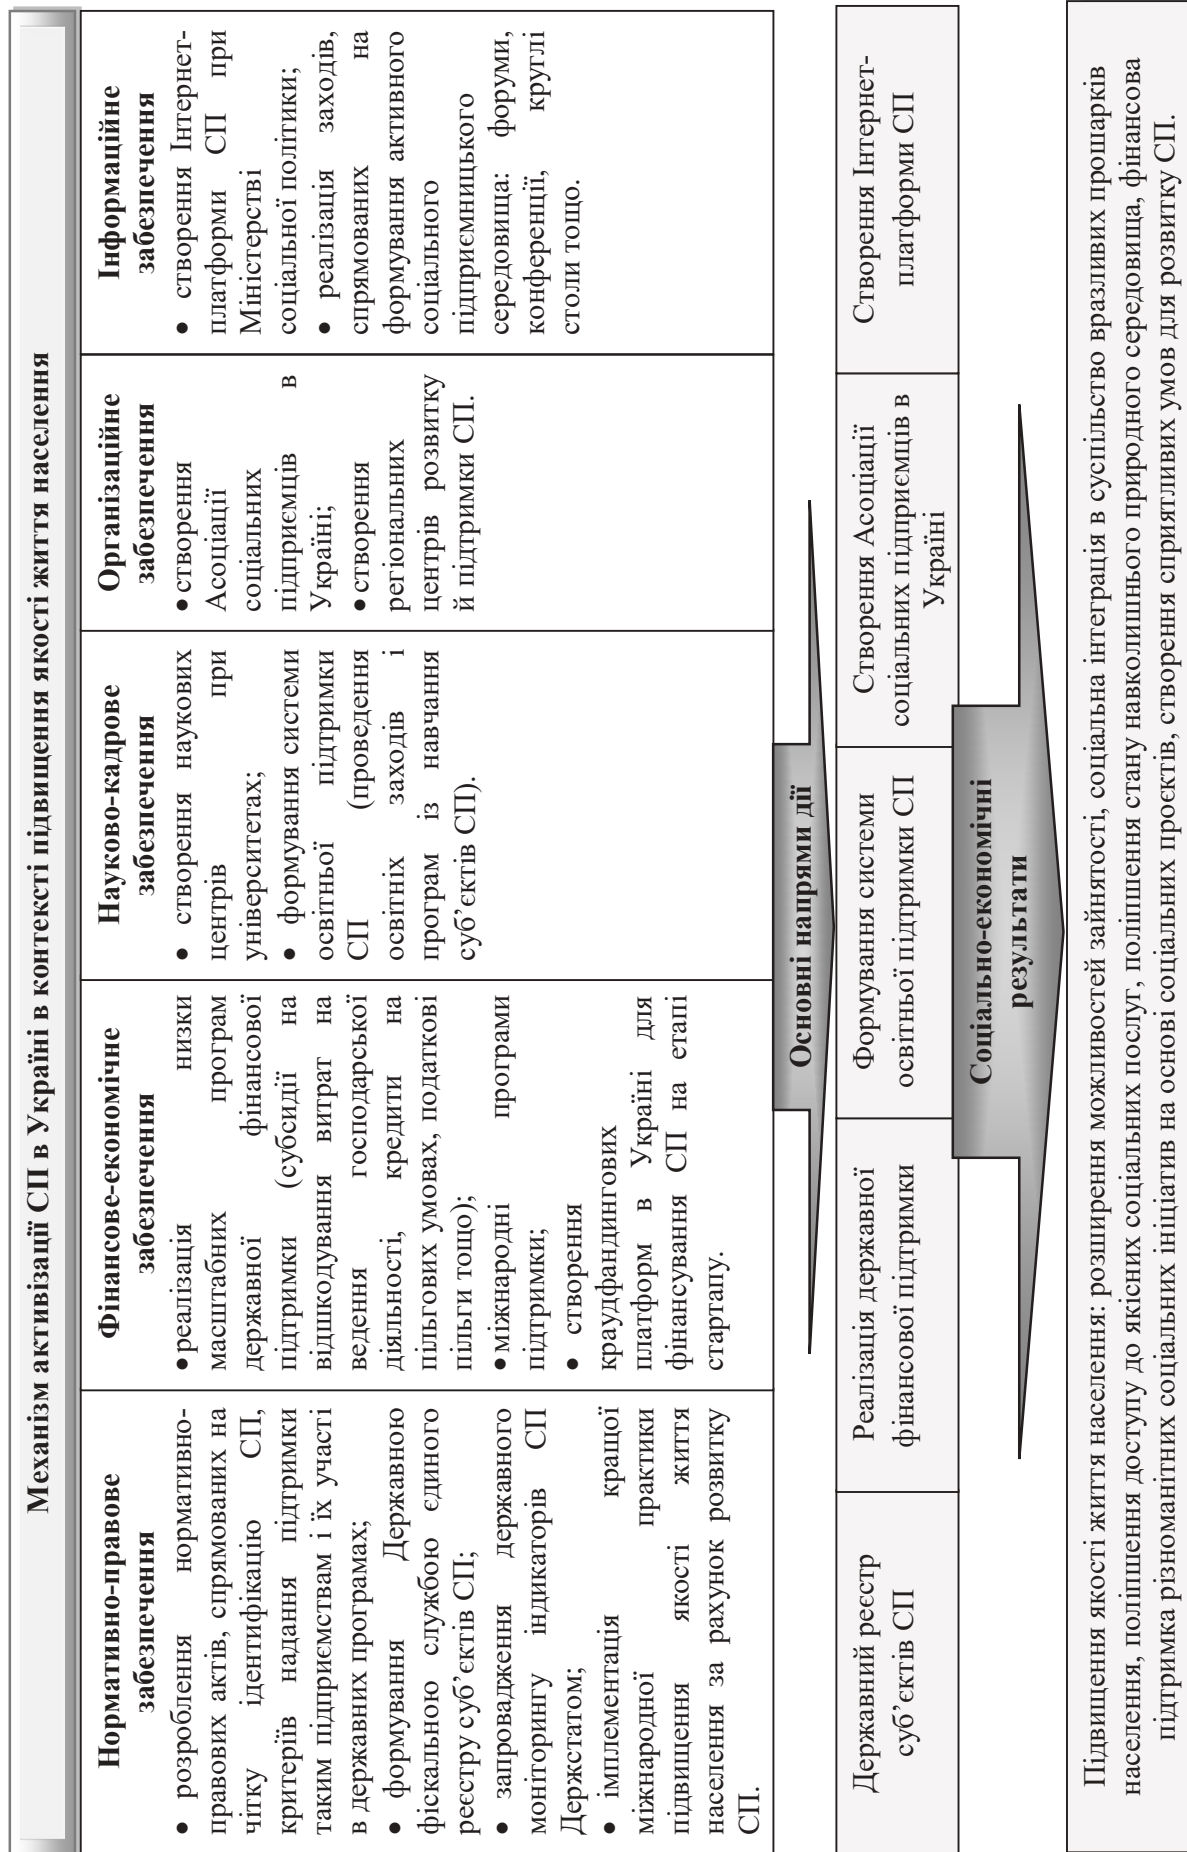 Механізм активізації СП в Україні в контексті підвищення якості життя населення
Нормативно-правове
забезпечення
• розроблення нормативно-
правових актів, спрямованих на
чітку ідентифікацію СП,
критеріїв надання підтримки
таким підприємствам і їх участі
в державних програмах;
• формування Державною
фіскальною службою єдиного
реєстру суб’єктів СП;
• запровадження державного
моніторингу індикаторів СП
Держстатом;
• імплементація кращої
міжнародної практики
підвищення якості життя
населення за рахунок розвитку
СП.
Фінансове-економічне
забезпечення
•реалізація низки
масштабних програм
державної фінансової
підтримки (субсидії на
відшкодування витрат на
ведення господарської
діяльності, кредити на
пільгових умовах, податкові
пільги тощо);
•міжнародні програми
підтримки;
• створення
краудфандингових
платформ в Україні для
фінансування СП на етапі
стартапу.
Науково-кадрове
забезпечення
• створення наукових
центрів при
університетах;
• формування системи
освітньої підтримки
СП (проведення
освітніх заходів і
програм із навчання
суб’єктів СП).
Організаційне
забезпечення
•створення
Асоціації
соціальних
підприємців в
Україні;
•створення
регіональних
центрів розвитку
й підтримки СП.
Інформаційне
забезпечення
• створення Інтернет-
платформи СП при
Міністерстві
соціальної політики;
• реалізація заходів,
спрямованих на
формування активного
соціального
підприємницького
середовища: форуми,
конференції, круглі
столи тощо.
Основні напрями дії
Державний реєстр
суб’єктів СП
Реалізація державної
фінансової підтримки
Формування системи
освітньої підтримки СП
Створення Асоціації
соціальних підприємців в
Україні
Створення Інтернет-
платформи СП
Соціально-економічні
результати
Підвищення якості життя населення: розширення можливостей зайнятості, соціальна інтеграція в суспільство вразливих прошарків
населення, поліпшення доступу до якісних соціальних послуг, поліпшення стану навколишнього природного середовища, фінансова
підтримка різноманітних соціальних ініціатив на основі соціальних проєктів, створення сприятливих умов для розвитку СП.